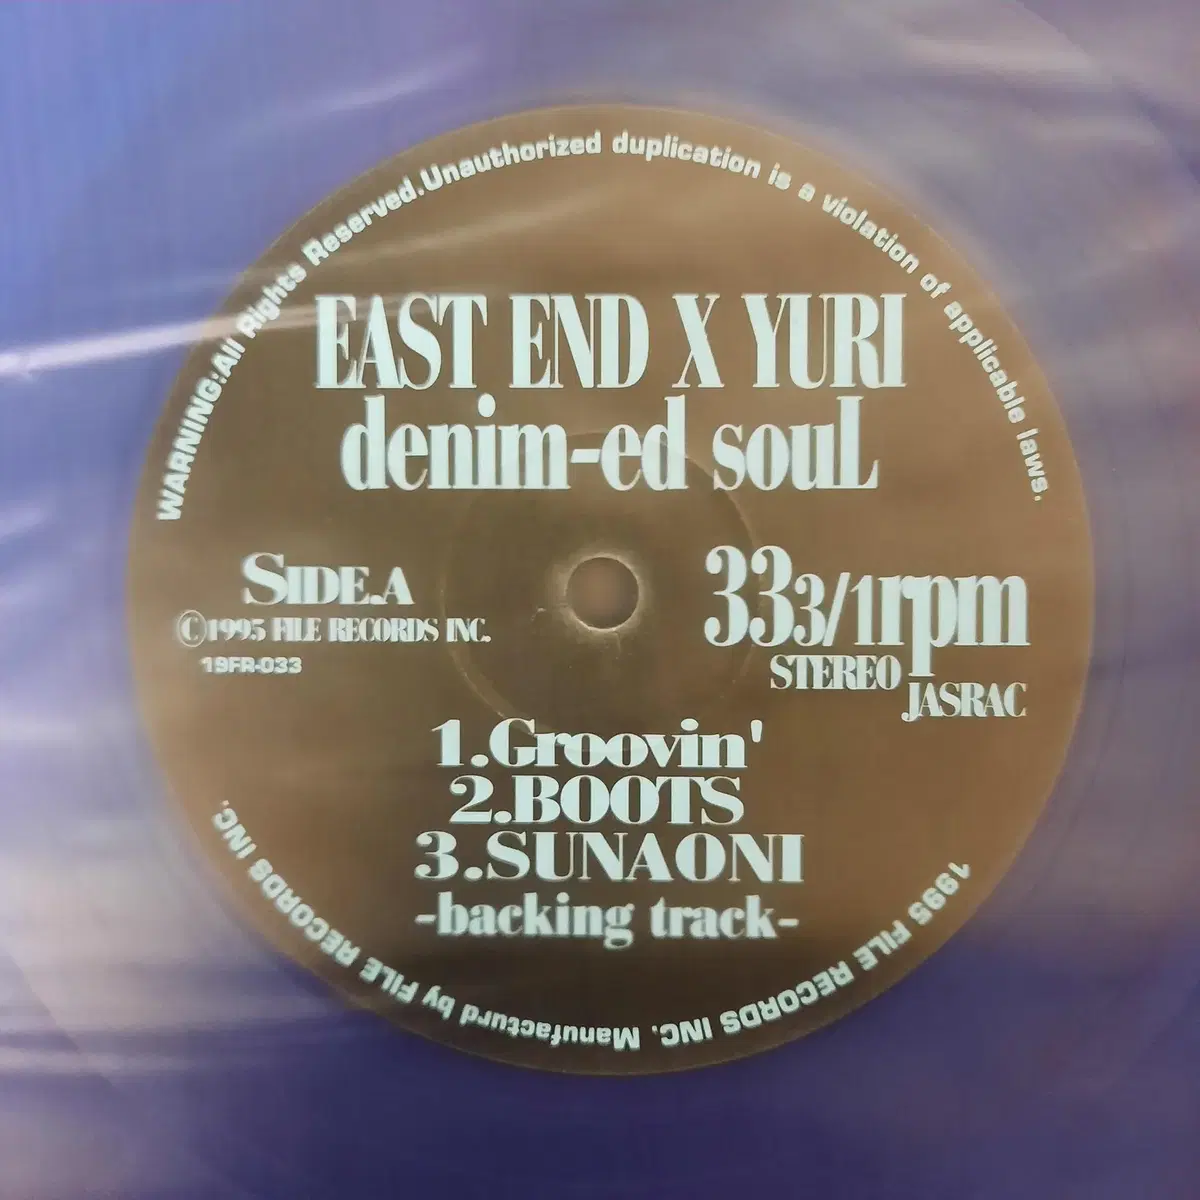 WARNING:All Rights Reserved.Unauthorized duplication is a violation of applicable laws.
EAST END X YURI
denim-ed souL
SIDE.A
©1995 FILE RECORDS INC.
19FR-033
333/1rpm
STEREO
JASRAC
1.Groovin'
2.BOOTS
3.SUNAONI
-backing track-
1995 FILE RECORDS INC. Manufacturd by FILE RECORDS INC.